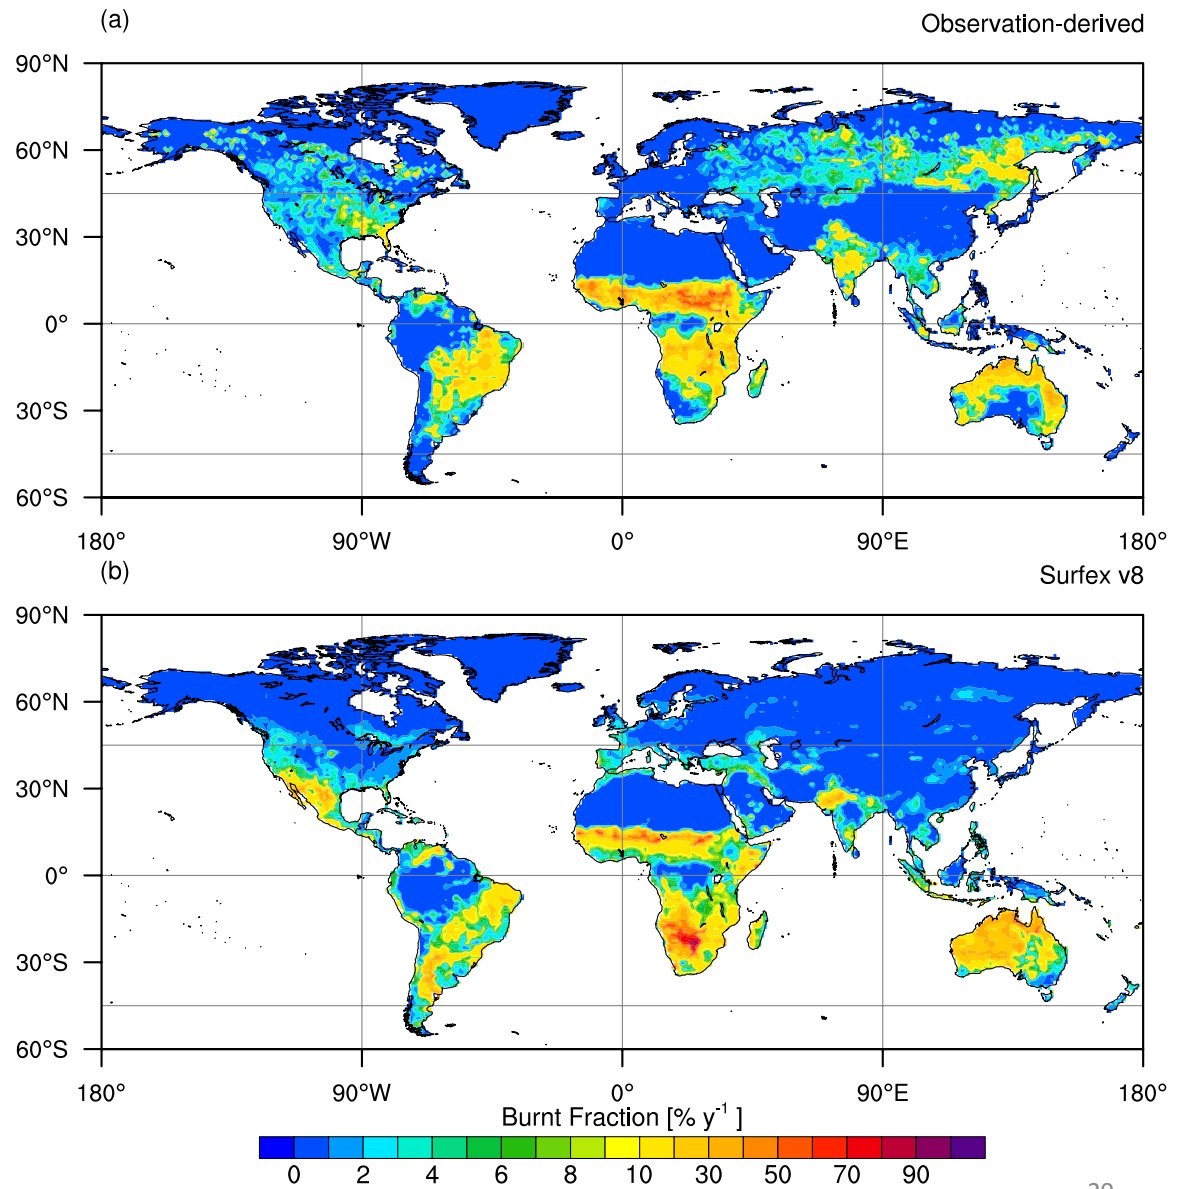 (a)
Observation-derived
90°N
60°N
30°N
0°
30°S
60°S
180° 90°W 0° 90°E 180°
(b)
Surfex v8
90°N
60°N
30°N
0°
30°S
60°S
180° 90°W 0° 90°E 180°
Burnt Fraction [% y⁻¹ ]
0 2 4 6 8 10 30 50 70 90